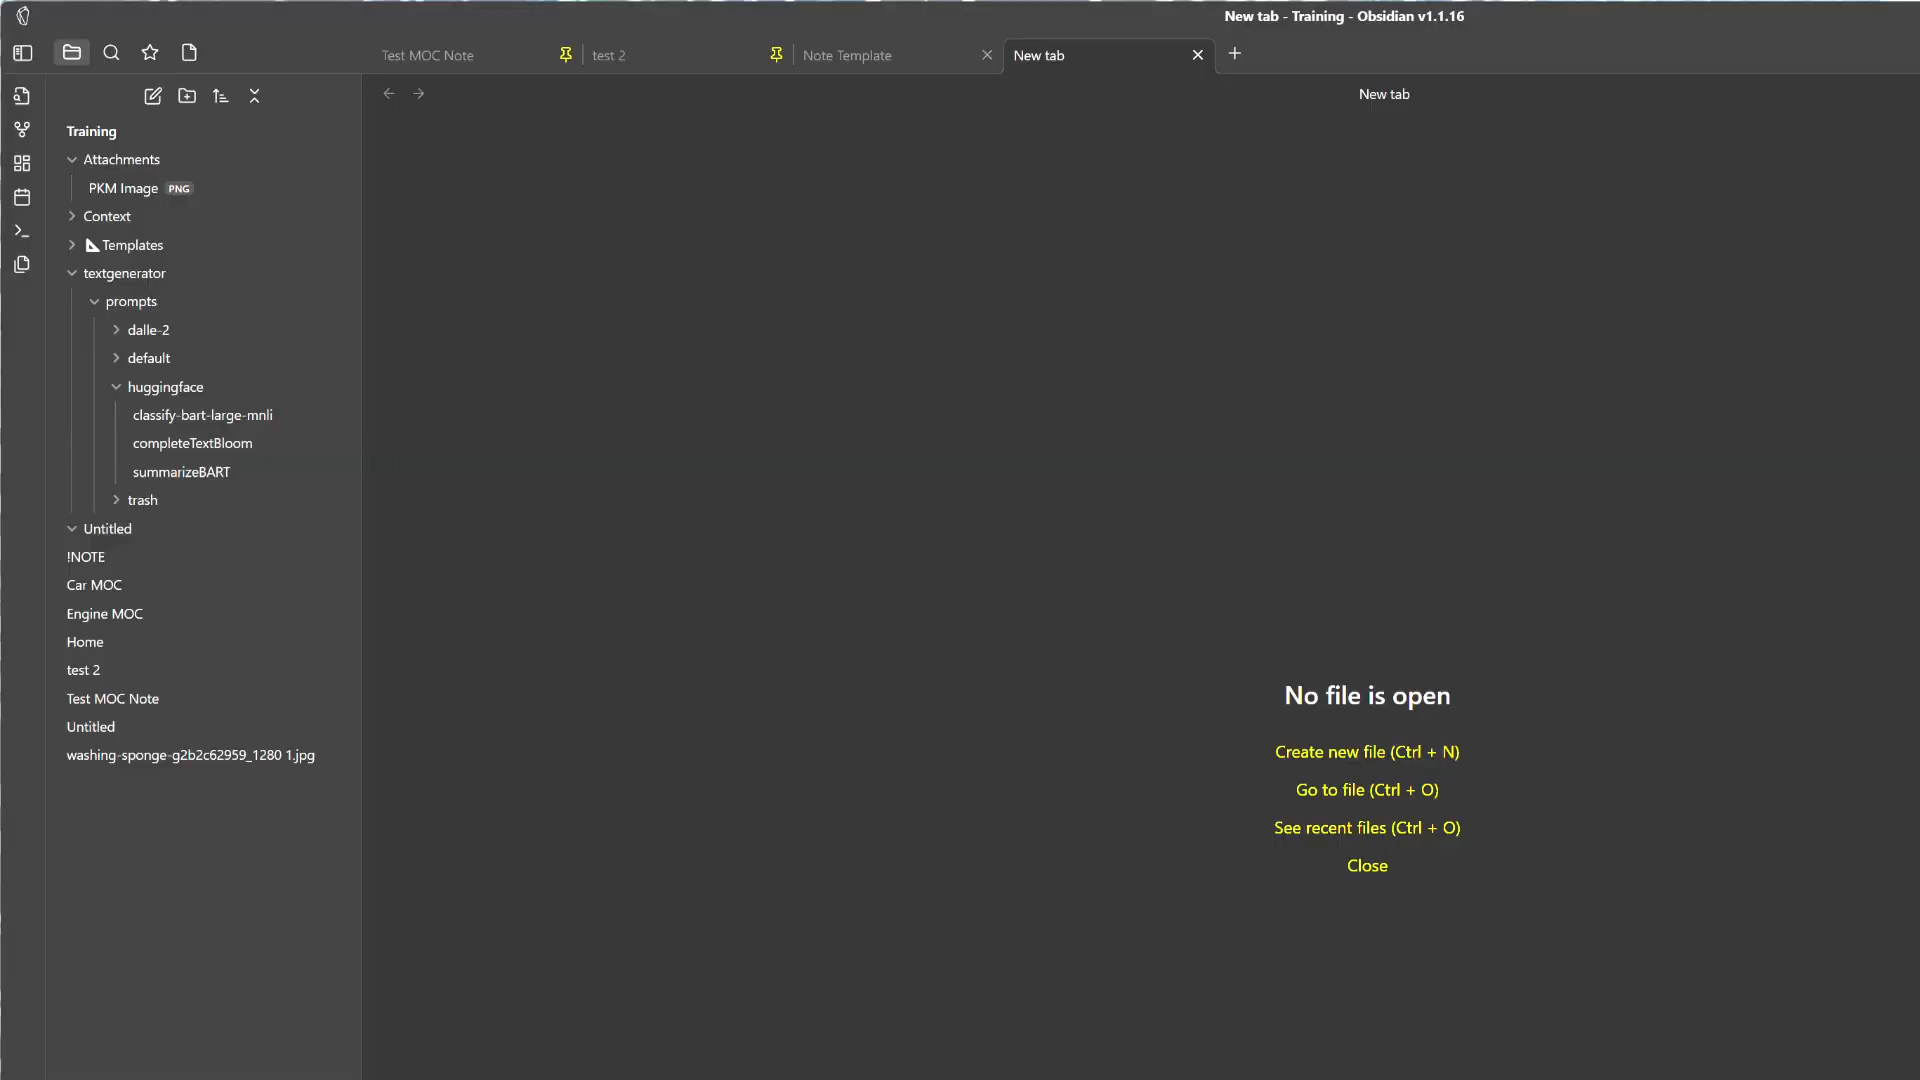 New tab - Training - Obsidian v1.1.16
Test MOC Note
test 2
Note Template
New tab
New tab
Training
Attachments
PKM Image PNG
Context
Templates
textgenerator
prompts
dalle-2
default
huggingface
classify-bart-large-mnli
completeTextBloom
summarizeBART
trash
Untitled
!NOTE
Car MOC
Engine MOC
Home
test 2
Test MOC Note
Untitled
washing-sponge-g2b2c62959_1280 1.jpg
No file is open
Create new file (Ctrl + N)
Go to file (Ctrl + O)
See recent files (Ctrl + O)
Close